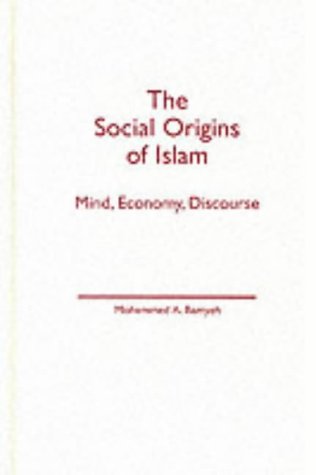 The
Social Origins
of Islam
Mind, Economy, Discourse
Mohammed A. Bamyeh